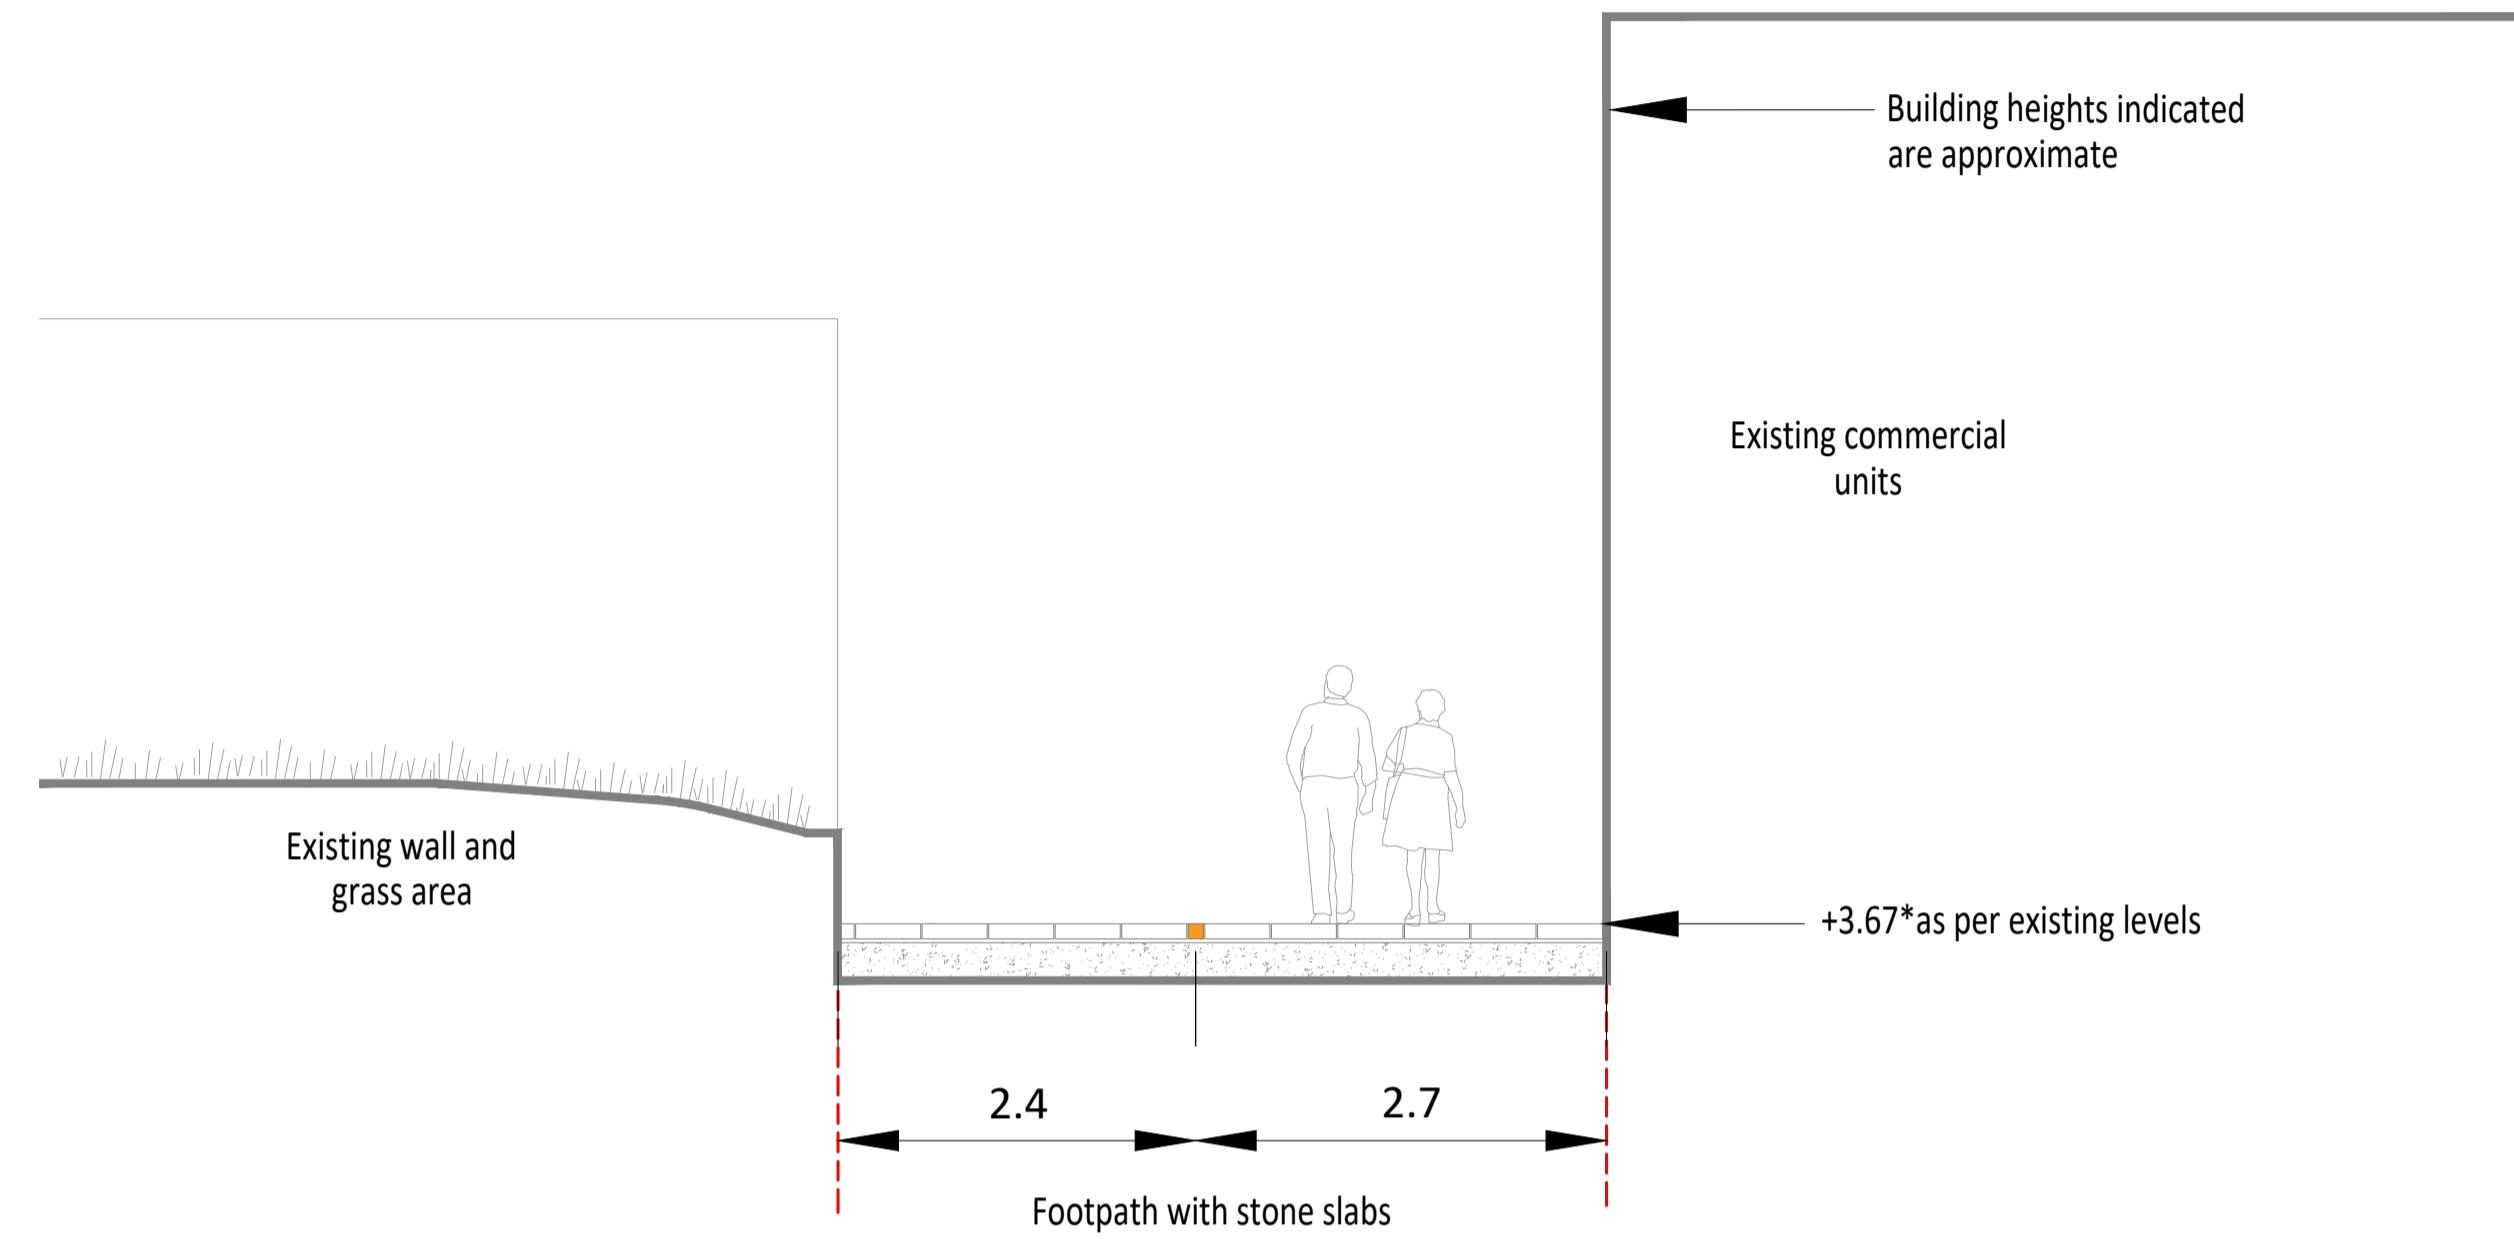 Building heights indicated
are approximate
Existing commercial
units
Existing wall and
grass area
+3.67*as per existing levels
2.4
2.7
Footpath with stone slabs